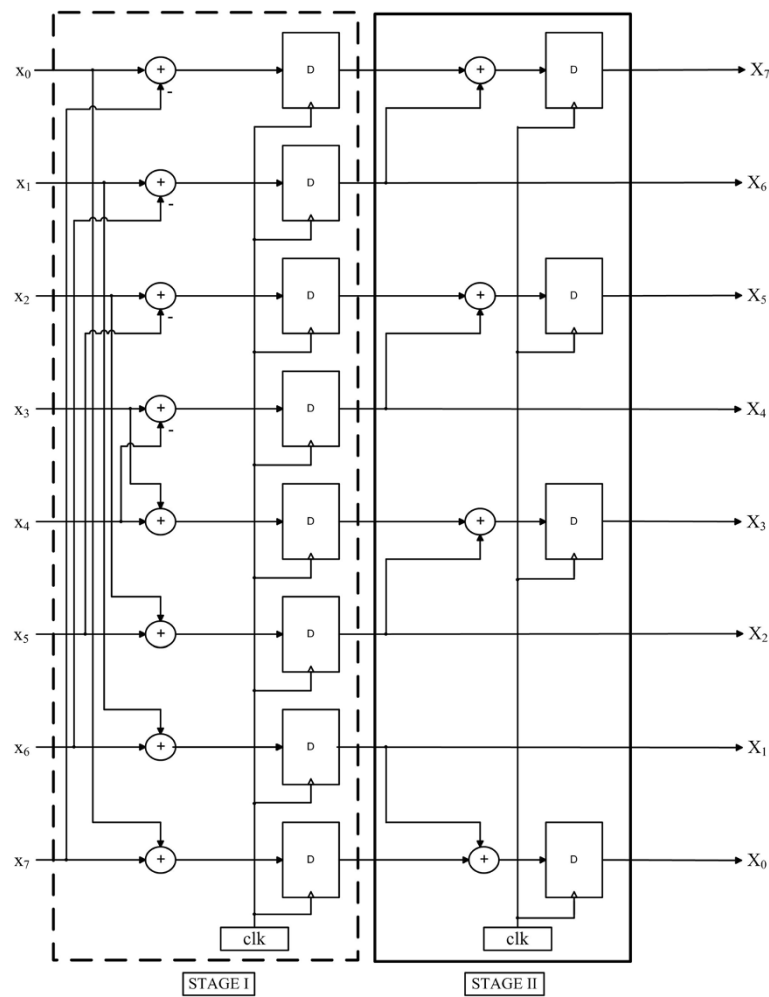 x₀ + - D + D X₇
x₁ + - D X₆
x₂ + - D + D X₅
x₃ + - D X₄
x₄ + D + D X₃
x₅ + D X₂
x₆ + D X₁
x₇ + D + D X₀
clk clk
STAGE I STAGE II